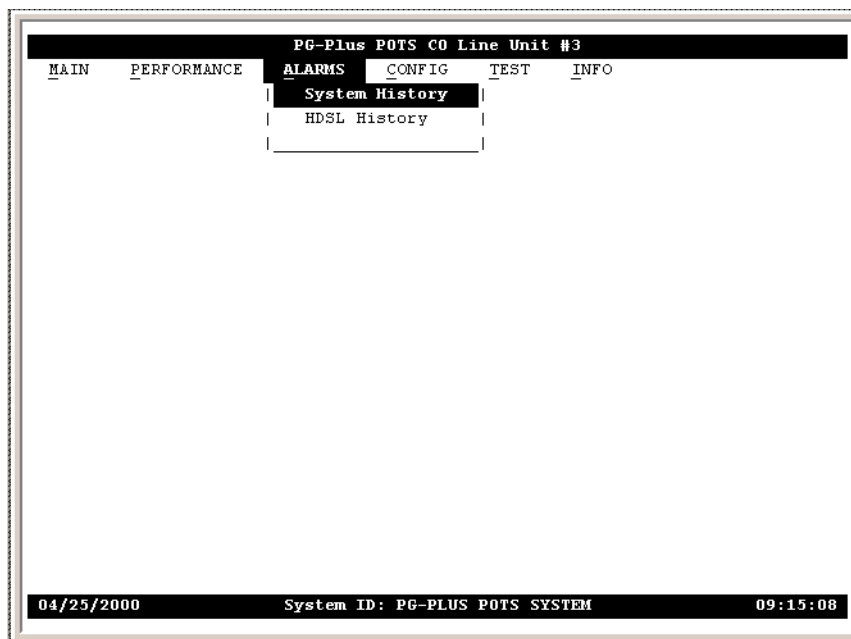 PG-Plus POTS CO Line Unit #3
MAIN PERFORMANCE ALARMS CONFIG TEST INFO
System History
HDSL History
04/25/2000 System ID: PG-PLUS POTS SYSTEM 09:15:08